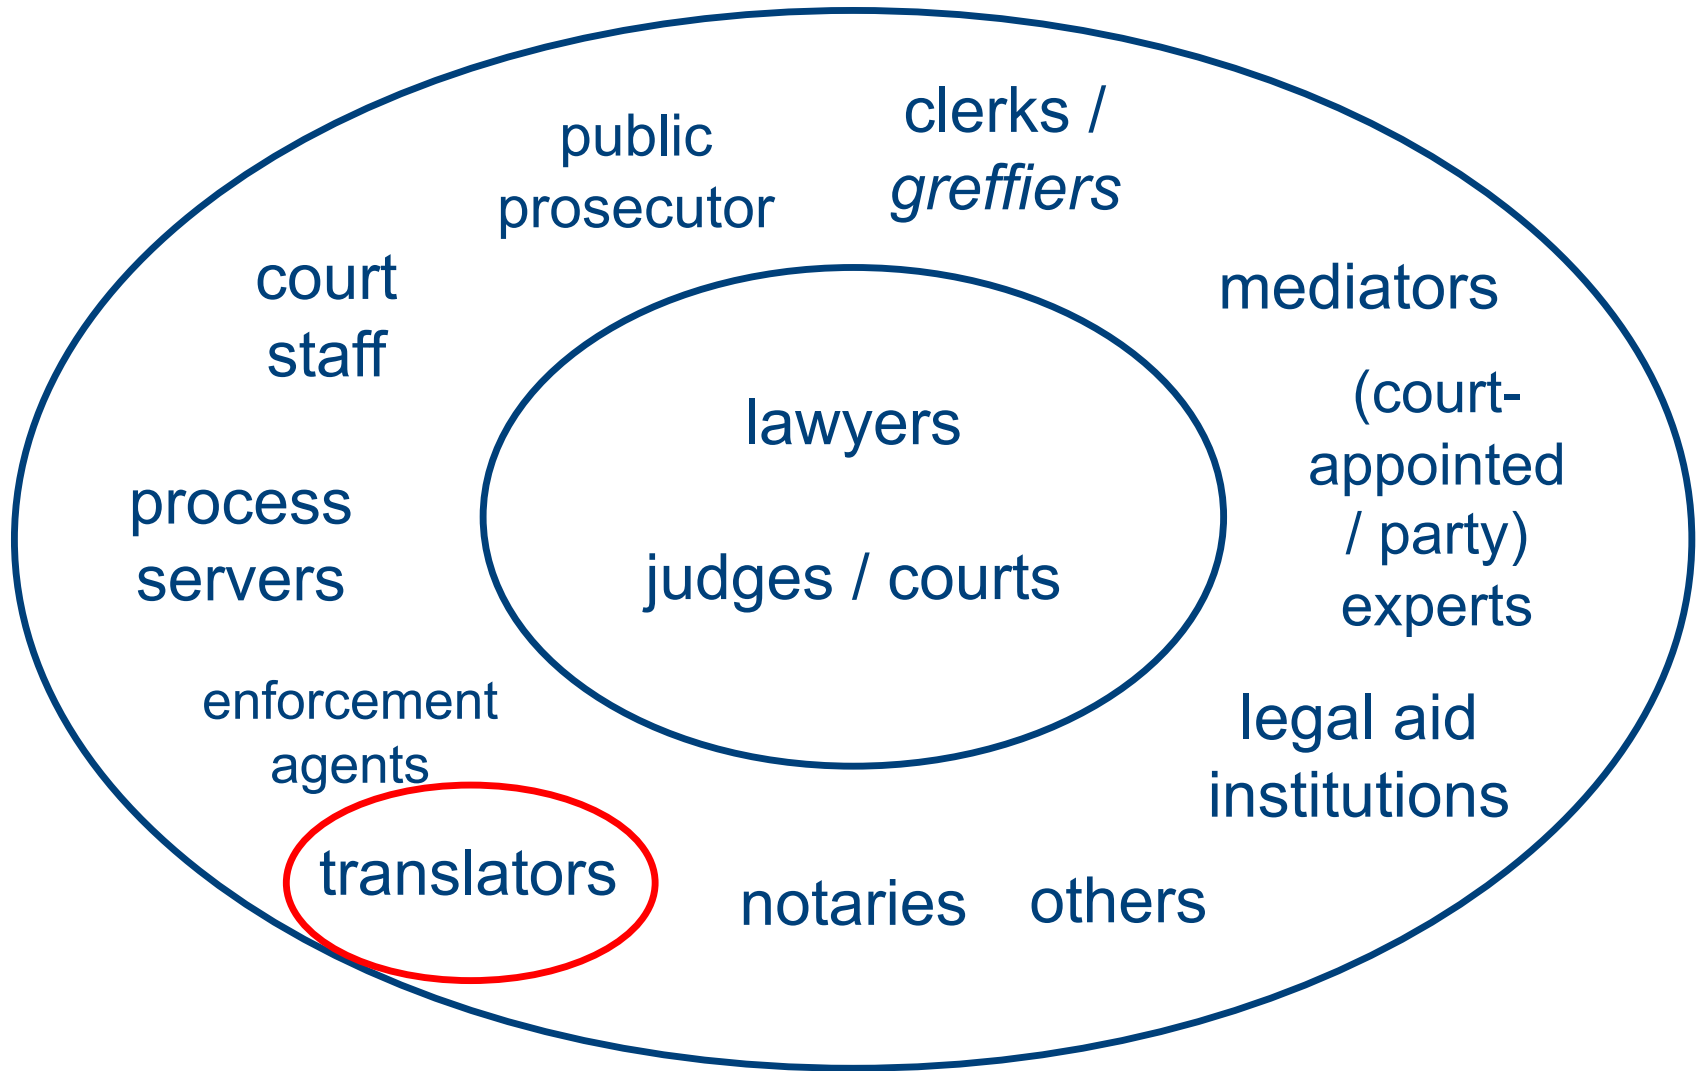 public
prosecutor
clerks /
greffiers
court
staff
mediators
(court-
appointed
/ party)
experts
lawyers
judges / courts
process
servers
enforcement
agents
legal aid
institutions
translators
notaries
others